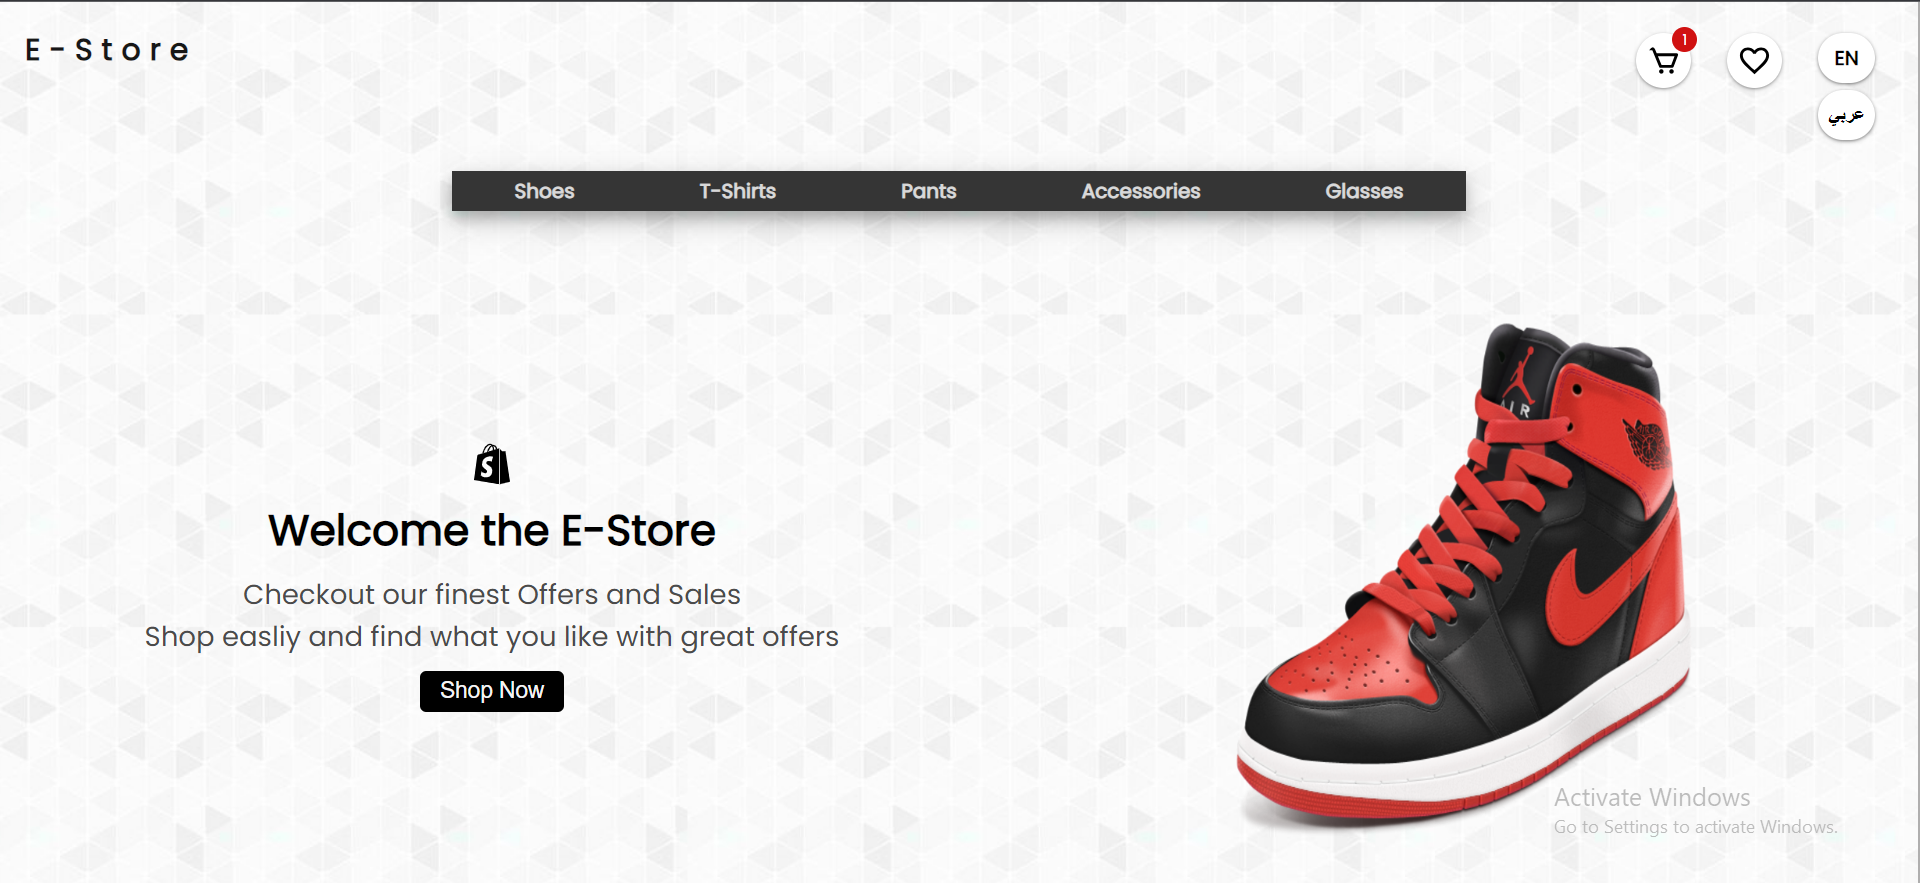 E-Store
1
EN
عربي
Shoes T-Shirts Pants Accessories Glasses
AIR
S
Welcome the E-Store
Checkout our finest Offers and Sales
Shop easliy and find what you like with great offers
Shop Now
Activate Windows
Go to Settings to activate Windows.